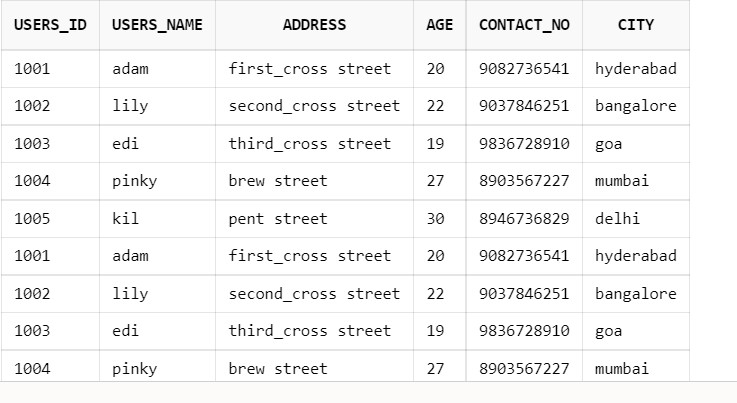 USERS_ID USERS_NAME ADDRESS AGE CONTACT_NO CITY
1001 adam first_cross street 20 9082736541 hyderabad
1002 lily second_cross street 22 9037846251 bangalore
1003 edi third_cross street 19 9836728910 goa
1004 pinky brew street 27 8903567227 mumbai
1005 kil pent street 30 8946736829 delhi
1001 adam first_cross street 20 9082736541 hyderabad
1002 lily second_cross street 22 9037846251 bangalore
1003 edi third_cross street 19 9836728910 goa
1004 pinky brew street 27 8903567227 mumbai